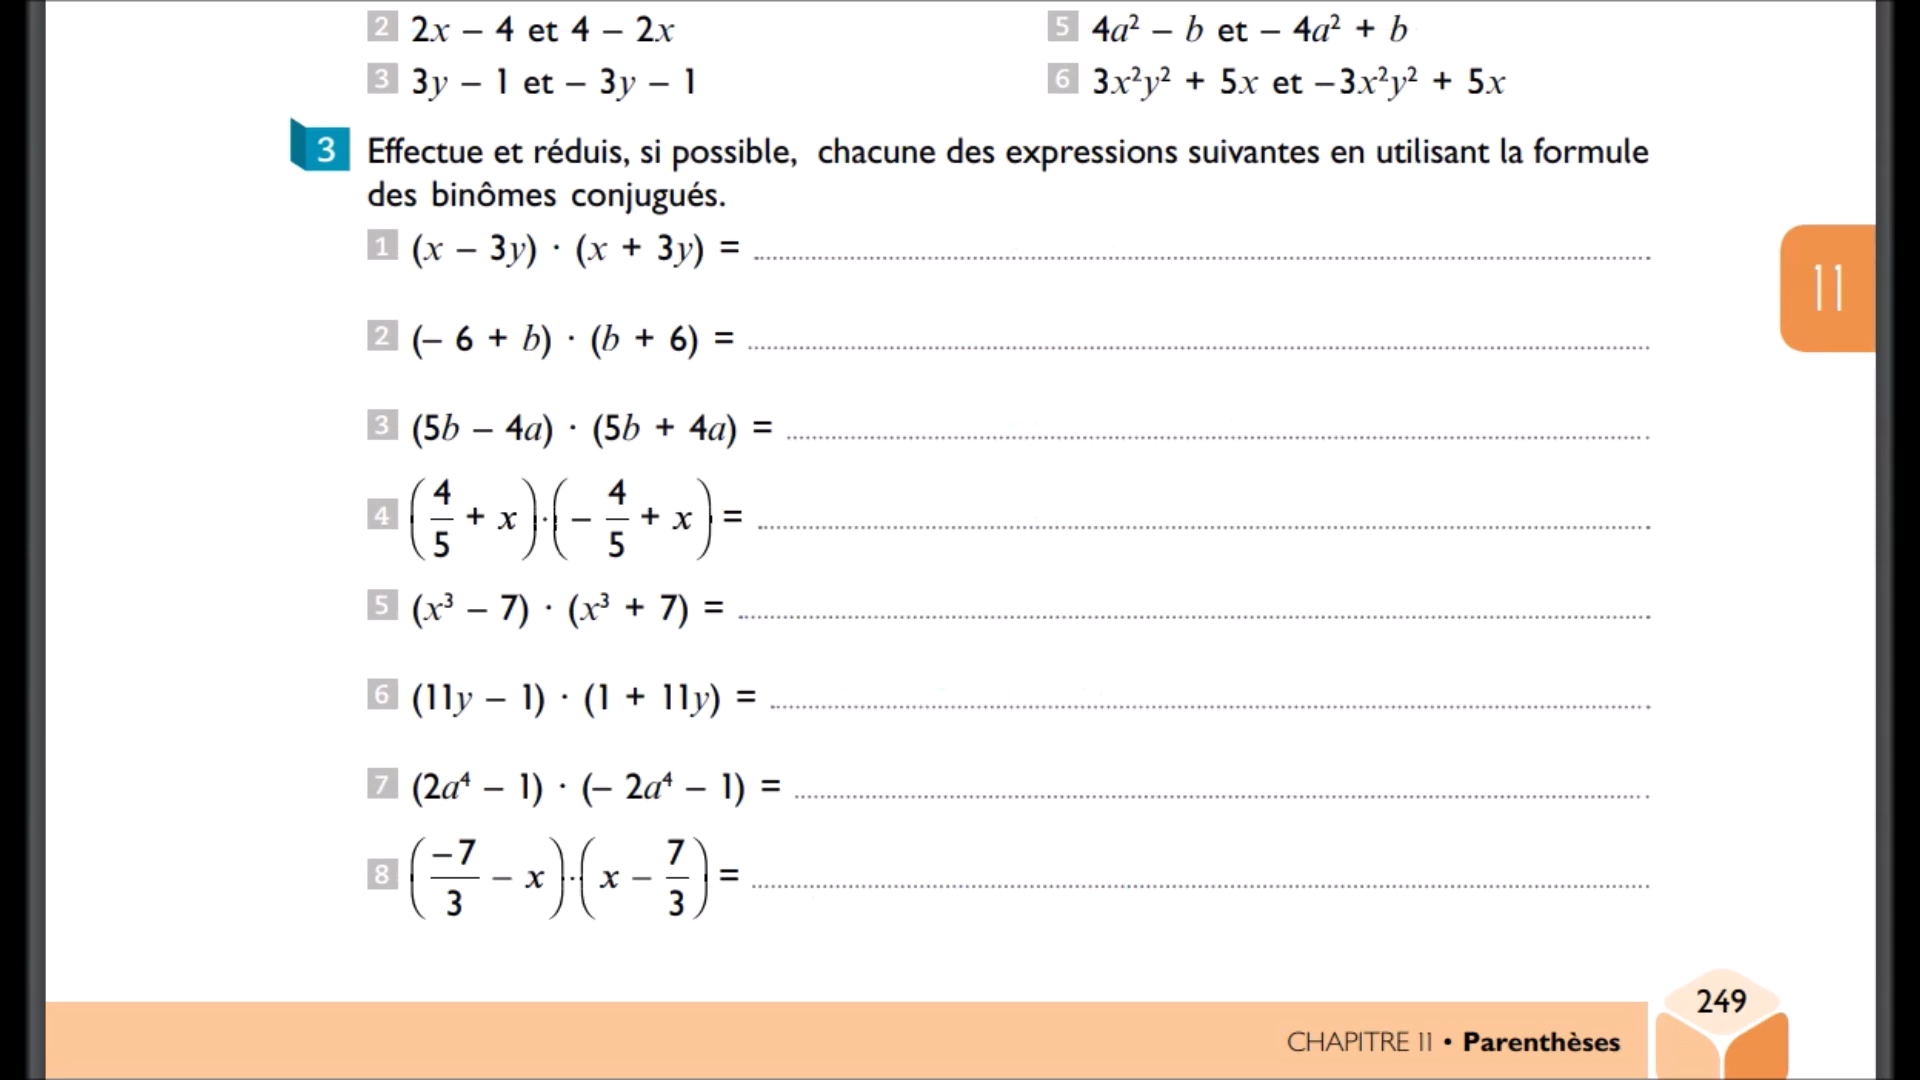 2 2x – 4 et 4 – 2x
5 4a² – b et – 4a² + b
3 3y – 1 et – 3y – 1
6 3x²y² + 5x et –3x²y² + 5x
3 Effectue et réduis, si possible, chacune des expressions suivantes en utilisant la formule
des binômes conjugués.
1 (x – 3y) · (x + 3y) =
2 (– 6 + b) · (b + 6) =
3 (5b – 4a) · (5b + 4a) =
4 (4/5 + x) · (– 4/5 + x) =
5 (x³ – 7) · (x³ + 7) =
6 (11y – 1) · (1 + 11y) =
7 (2a⁴ – 1) · (– 2a⁴ – 1) =
8 (–7/3 – x) · (x – 7/3) =
11
249
CHAPITRE 11 • Parenthèses